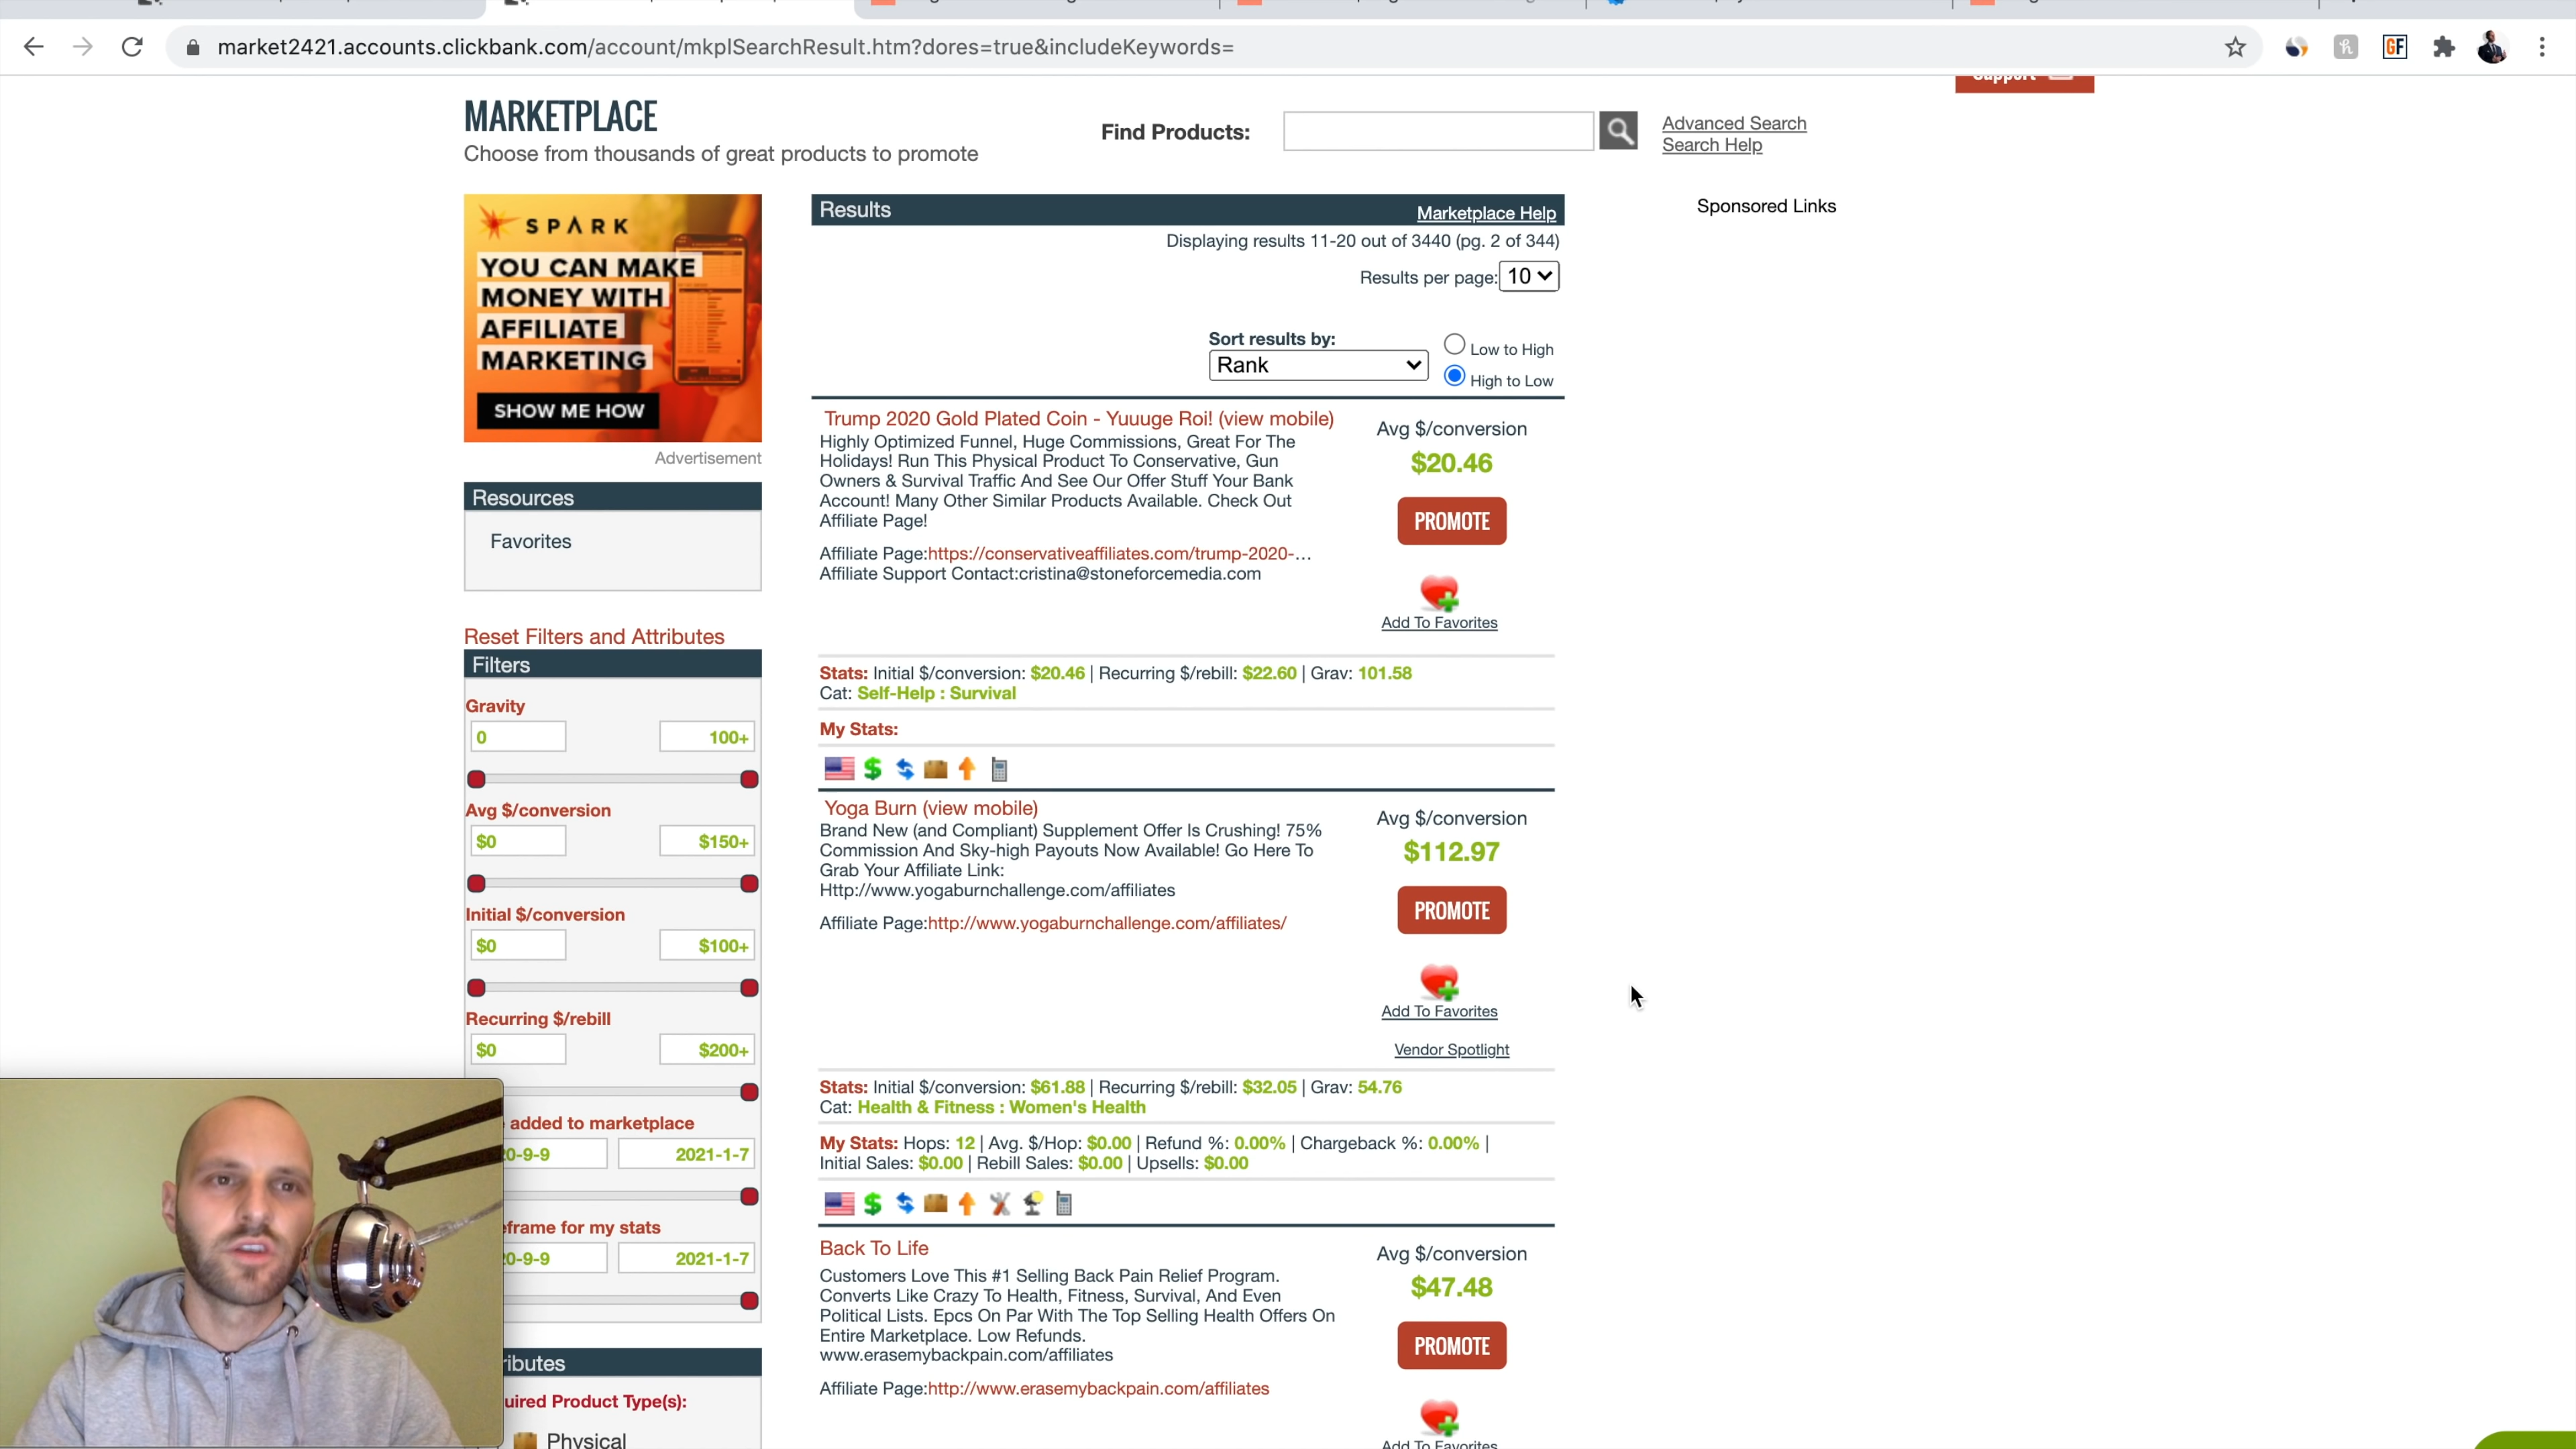 market2421.accounts.clickbank.com/account/mkplSearchResult.htm?dores=true&includeKeywords=
GF
MARKETPLACE
Choose from thousands of great products to promote
Find Products:
Advanced Search
Search Help
Support
SPARK
YOU CAN MAKE
MONEY WITH
AFFILIATE
MARKETING
SHOW ME HOW
Advertisement
Resources
Favorites
Reset Filters and Attributes
Filters
Gravity
0 100+
Avg $/conversion
$0 $150+
Initial $/conversion
$0 $100+
Recurring $/rebill
$0 $200+
added to marketplace
0-9-9 2021-1-7
eframe for my stats
0-9-9 2021-1-7
ributes
uired Product Type(s):
Physical
Results Marketplace Help
Displaying results 11-20 out of 3440 (pg. 2 of 344)
Results per page: 10
Sort results by:
Rank
Low to High
High to Low
Sponsored Links
Trump 2020 Gold Plated Coin - Yuuuge Roi! (view mobile)
Highly Optimized Funnel, Huge Commissions, Great For The
Holidays! Run This Physical Product To Conservative, Gun
Owners & Survival Traffic And See Our Offer Stuff Your Bank
Account! Many Other Similar Products Available. Check Out
Affiliate Page!
Affiliate Page:https://conservativeaffiliates.com/trump-2020-...
Affiliate Support Contact:cristina@stoneforcemedia.com
Avg $/conversion
$20.46
PROMOTE
Add To Favorites
Stats: Initial $/conversion: $20.46 | Recurring $/rebill: $22.60 | Grav: 101.58
Cat: Self-Help : Survival
My Stats:
Yoga Burn (view mobile)
Brand New (and Compliant) Supplement Offer Is Crushing! 75%
Commission And Sky-high Payouts Now Available! Go Here To
Grab Your Affiliate Link:
Http://www.yogaburnchallenge.com/affiliates
Affiliate Page:http://www.yogaburnchallenge.com/affiliates/
Avg $/conversion
$112.97
PROMOTE
Add To Favorites
Vendor Spotlight
Stats: Initial $/conversion: $61.88 | Recurring $/rebill: $32.05 | Grav: 54.76
Cat: Health & Fitness : Women's Health
My Stats: Hops: 12 | Avg. $/Hop: $0.00 | Refund %: 0.00% | Chargeback %: 0.00% |
Initial Sales: $0.00 | Rebill Sales: $0.00 | Upsells: $0.00
Back To Life
Customers Love This #1 Selling Back Pain Relief Program.
Converts Like Crazy To Health, Fitness, Survival, And Even
Political Lists. Epcs On Par With The Top Selling Health Offers On
Entire Marketplace. Low Refunds.
www.erasemybackpain.com/affiliates
Affiliate Page:http://www.erasemybackpain.com/affiliates
Avg $/conversion
$47.48
PROMOTE
Add To Favorites